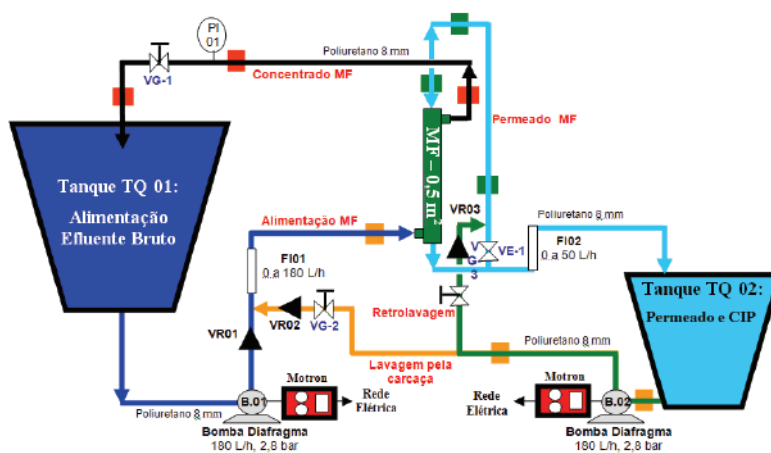 PI
01
Poliuretano 8 mm
VG-1
Concentrado MF
Permeado MF
MF – 0,5 m²
Tanque TQ 01:
Alimentação
Efluente Bruto
Alimentação MF
VR03
Poliuretano 8 mm
FI01
0 a 180 L/h
VG3
VE-1
FI02
0 a 50 L/h
Tanque TQ 02:
Permeado e CIP
Retrolavagem
VR01
VR02
VG-2
Poliuretano 8 mm
Lavagem pela
carcaça
Motron
Rede
Elétrica
B.01
Poliuretano 8 mm
Bomba Diafragma
180 L/h, 2,8 bar
Motron
Rede
Elétrica
B.02
Bomba Diafragma
180 L/h, 2,8 bar